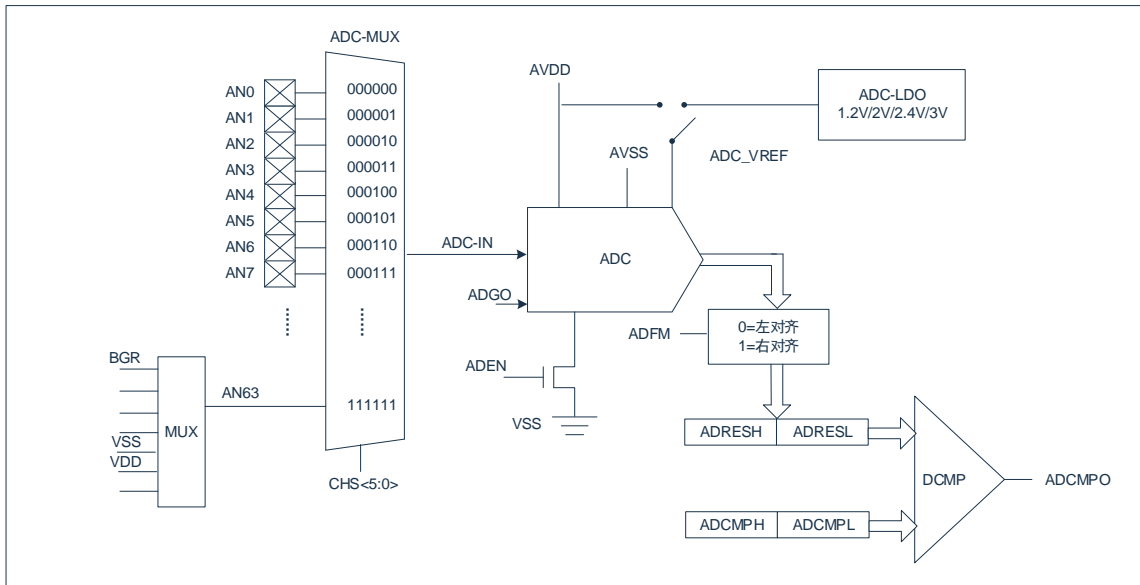 ADC-MUX
AN0
000000
AN1
000001
AN2
000010
AN3
000011
AN4
000100
AN5
000101
AN6
000110
AN7
000111
BGR
VSS
VDD
MUX
AN63
111111
CHS<5:0>
ADC-IN
ADGO
ADEN
VSS
AVDD
AVSS
ADC_VREF
ADC-LDO
1.2V/2V/2.4V/3V
ADC
ADFM
0=左对齐
1=右对齐
ADRESH
ADRESL
ADCMPH
ADCMPL
DCMP
ADCMPO